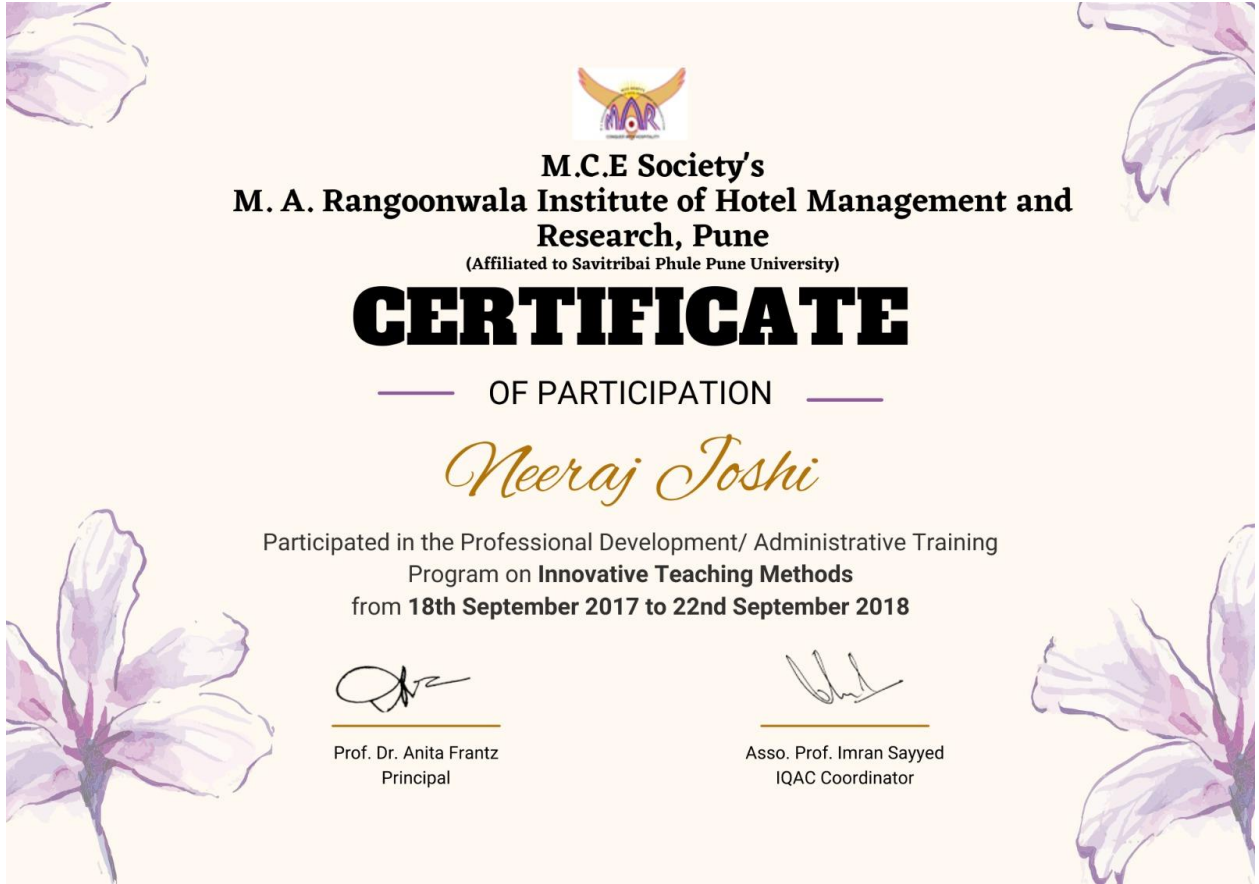 MAR
M.C.E Society's
M. A. Rangoonwala Institute of Hotel Management and
Research, Pune
(Affiliated to Savitribai Phule Pune University)
CERTIFICATE
OF PARTICIPATION
Neeraj Joshi
Participated in the Professional Development/ Administrative Training
Program on Innovative Teaching Methods
from 18th September 2017 to 22nd September 2018
Prof. Dr. Anita Frantz
Principal
Asso. Prof. Imran Sayyed
IQAC Coordinator